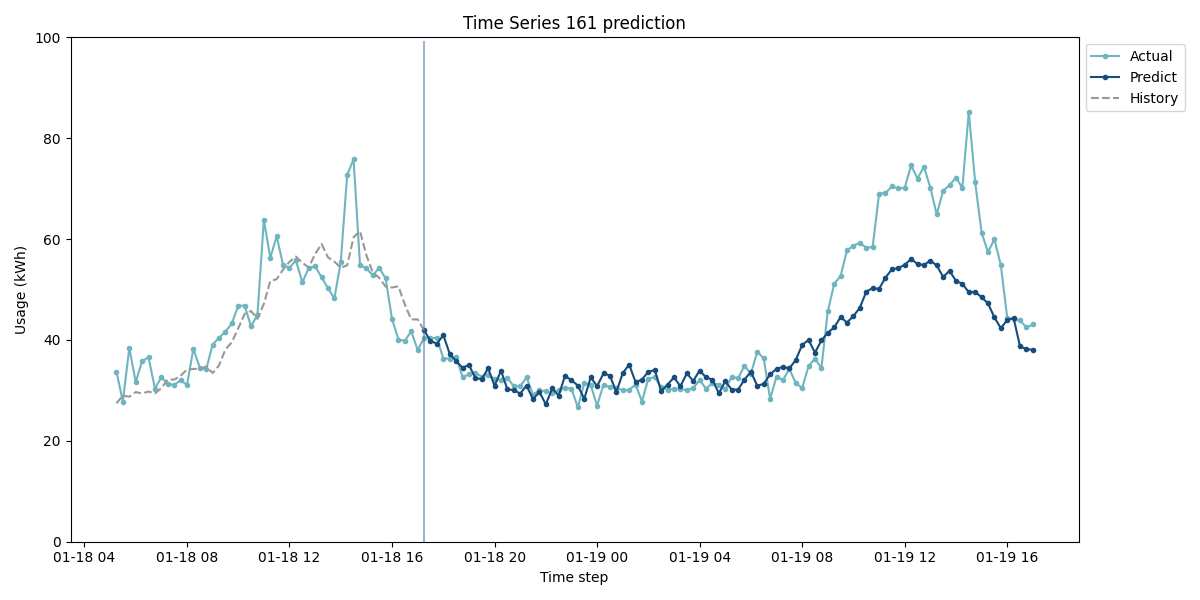 Time Series 161 prediction
Usage (kWh)
100
80
60
40
20
0
01-18 04
01-18 08
01-18 12
01-18 16
01-18 20
01-19 00
01-19 04
01-19 08
01-19 12
01-19 16
Time step
Actual
Predict
History